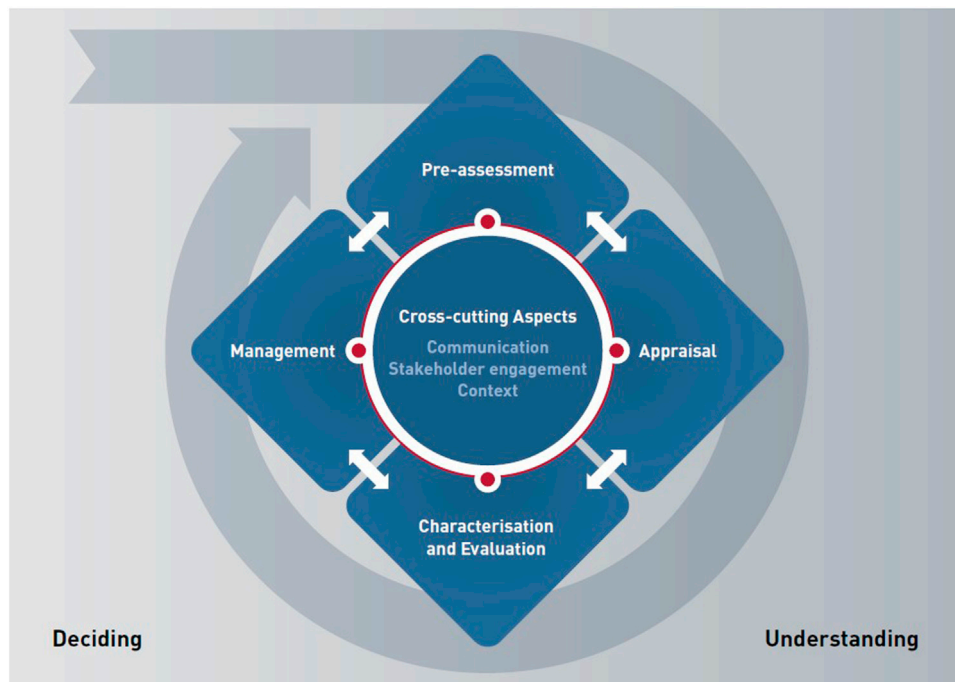 Pre-assessment
Management
Cross-cutting Aspects
Communication
Stakeholder engagement
Context
Appraisal
Characterisation
and Evaluation
Deciding
Understanding